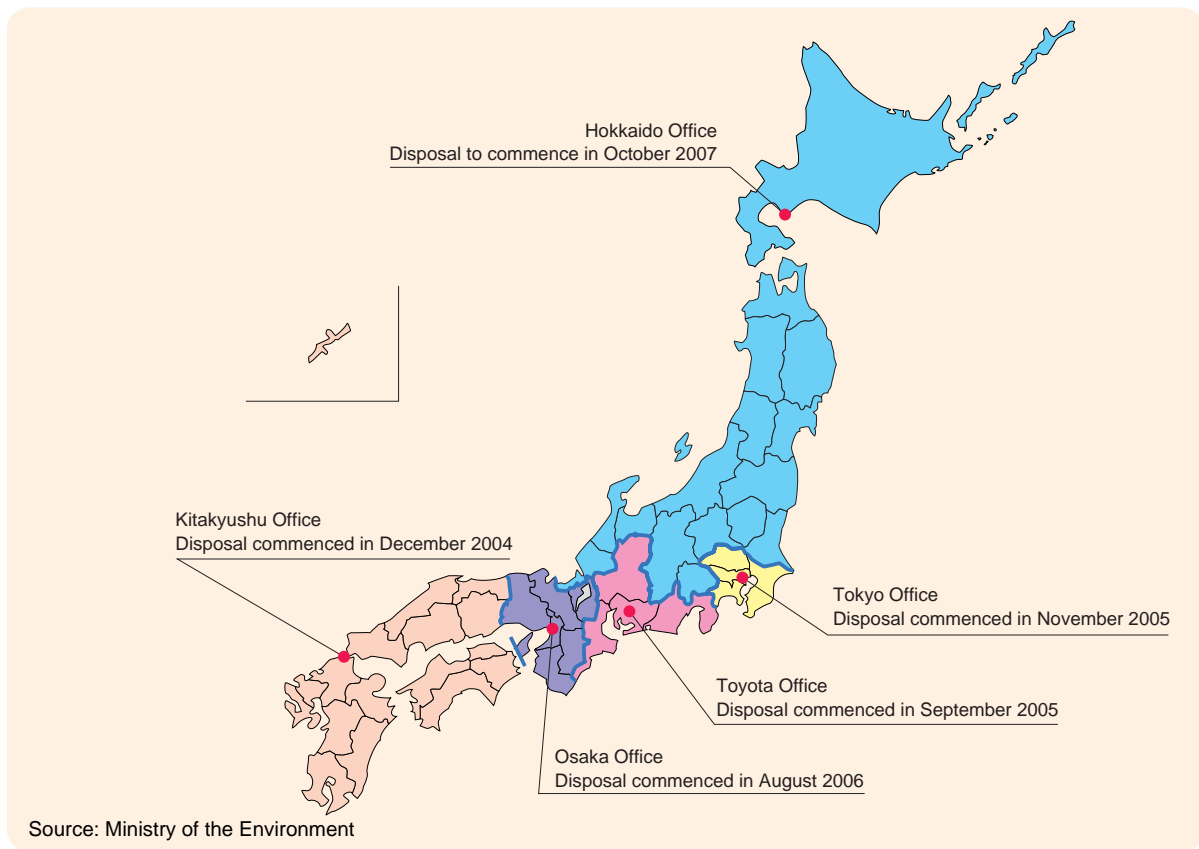 Hokkaido Office
Disposal to commence in October 2007
Kitakyushu Office
Disposal commenced in December 2004
Tokyo Office
Disposal commenced in November 2005
Toyota Office
Disposal commenced in September 2005
Osaka Office
Disposal commenced in August 2006
Source: Ministry of the Environment